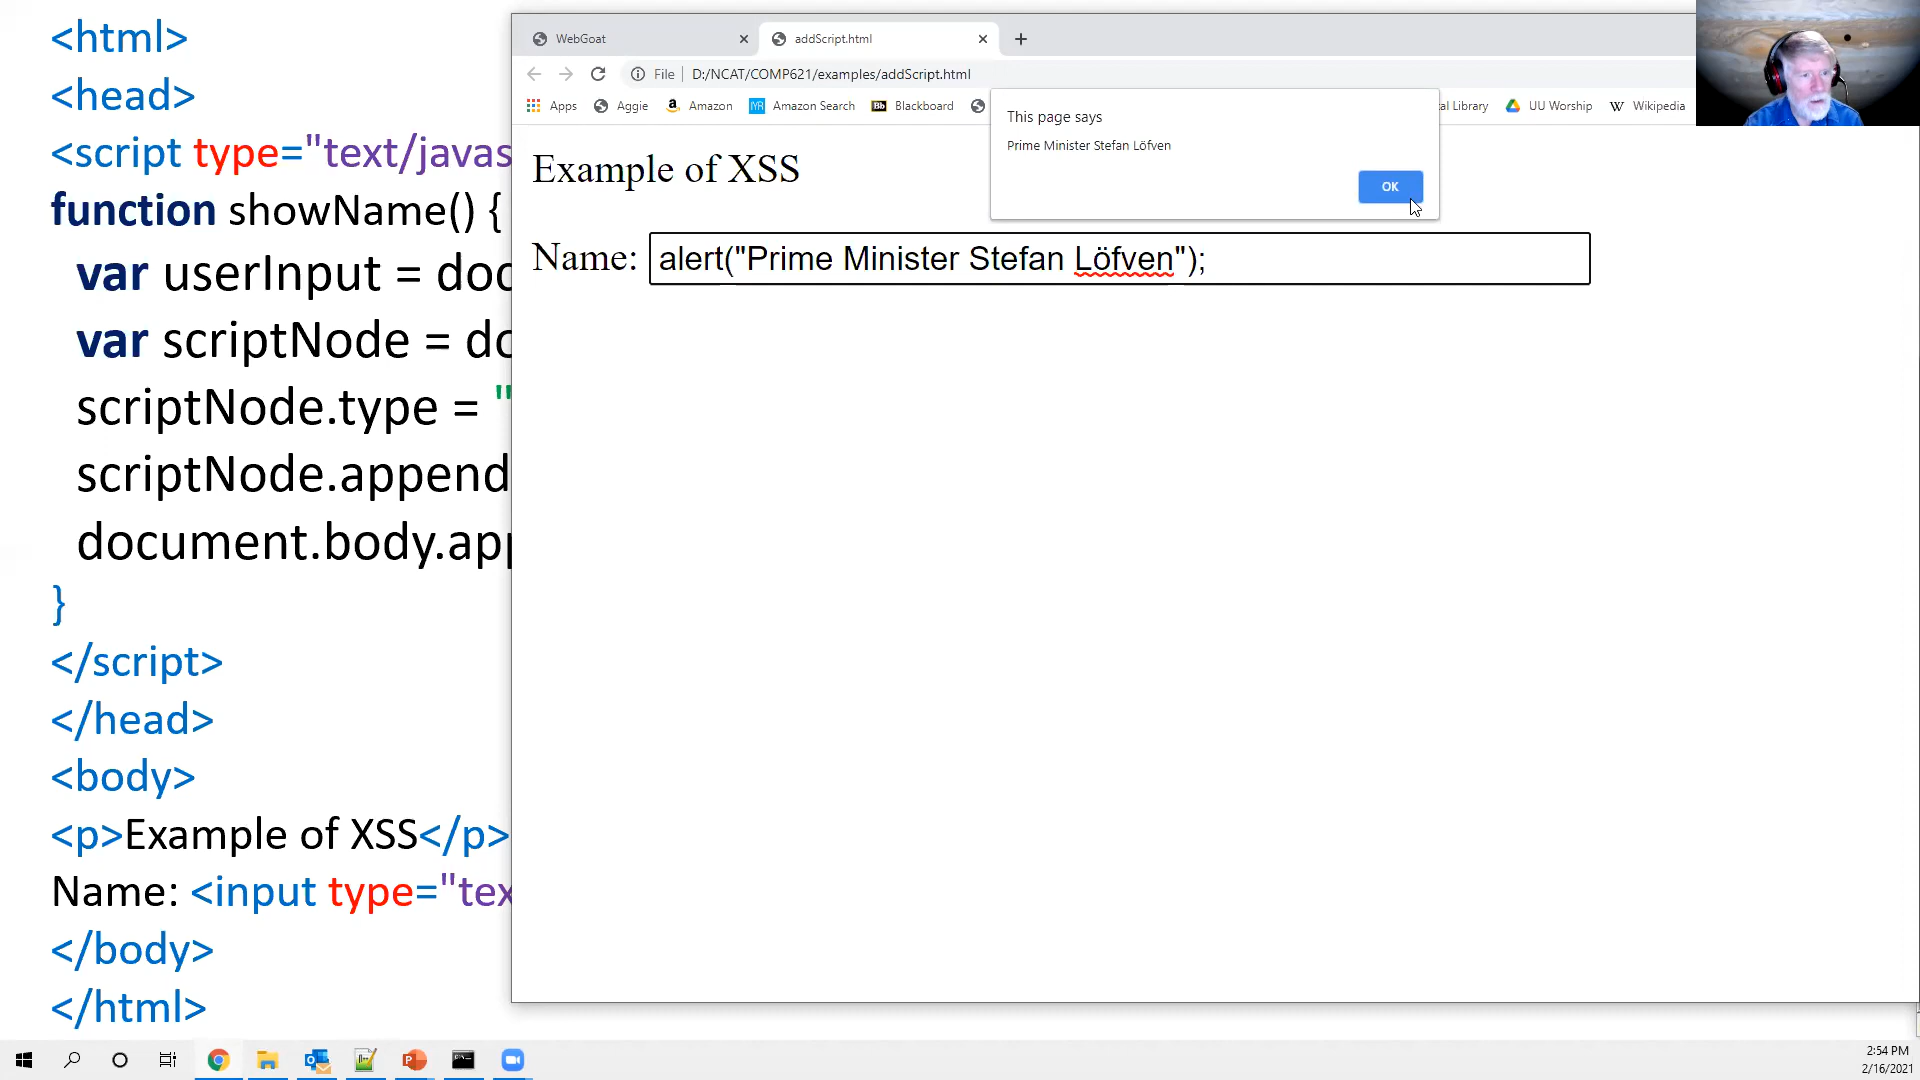 <html>
<head>
<script type="text/javas
function showName() {
var userInput = doc
var scriptNode = do
scriptNode.type = "
scriptNode.append
document.body.app
}
</script>
</head>
<body>
<p>Example of XSS</p>
Name: <input type="tex
</body>
</html>
WebGoat
addScript.html
File D:/NCAT/COMP621/examples/addScript.html
Apps Aggie Amazon Amazon Search Blackboard al Library UU Worship Wikipedia
This page says
Prime Minister Stefan Löfven
OK
Example of XSS
Name: alert("Prime Minister Stefan Löfven");
2:54 PM
2/16/2021